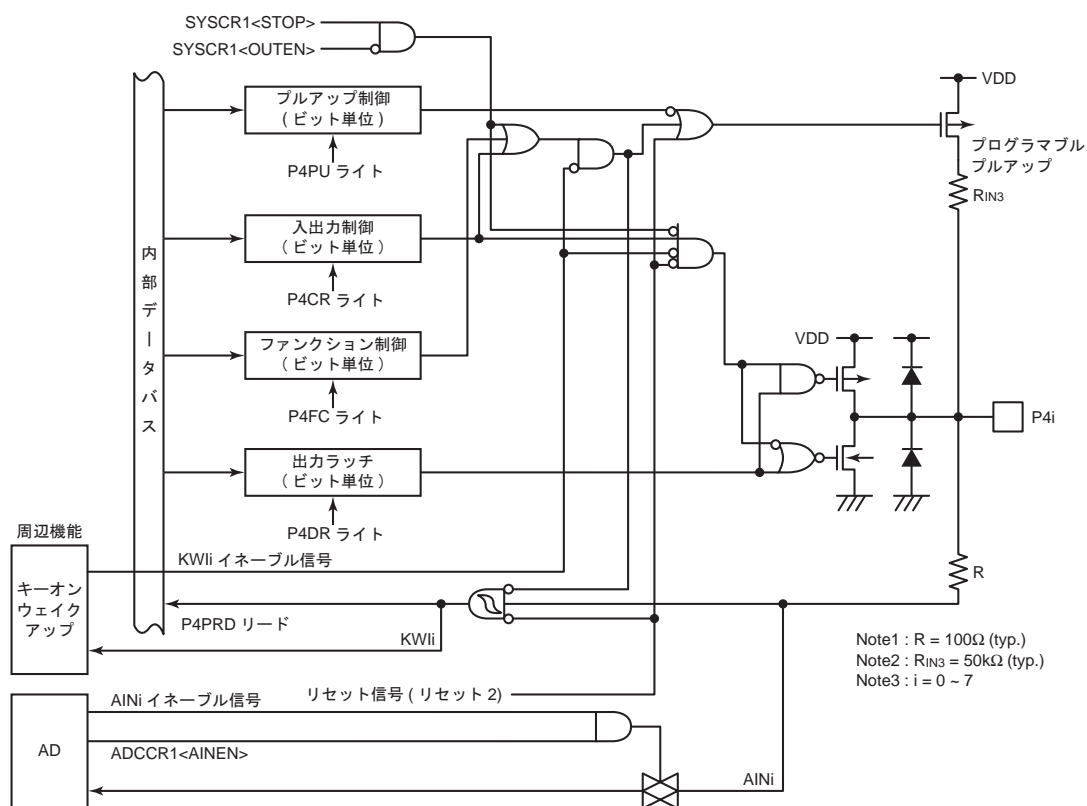 SYSCR1<STOP>
SYSCR1<OUTEN>
プルアップ制御
( ビット単位 )
P4PU ライト
VDD
プログラマブル
プルアップ
RIN3
内部データバス
入出力制御
( ビット単位 )
P4CR ライト
ファンクション制御
( ビット単位 )
P4FC ライト
VDD
P4i
出力ラッチ
( ビット単位 )
P4DR ライト
周辺機能
キーオン
ウェイク
アップ
KWIi イネーブル信号
P4PRD リード
KWIi
R
Note1 : R = 100Ω (typ.)
Note2 : RIN3 = 50kΩ (typ.)
Note3 : i = 0 ~ 7
リセット信号 ( リセット 2)
AD
AINi イネーブル信号
ADCCR1<AINEN>
AINi